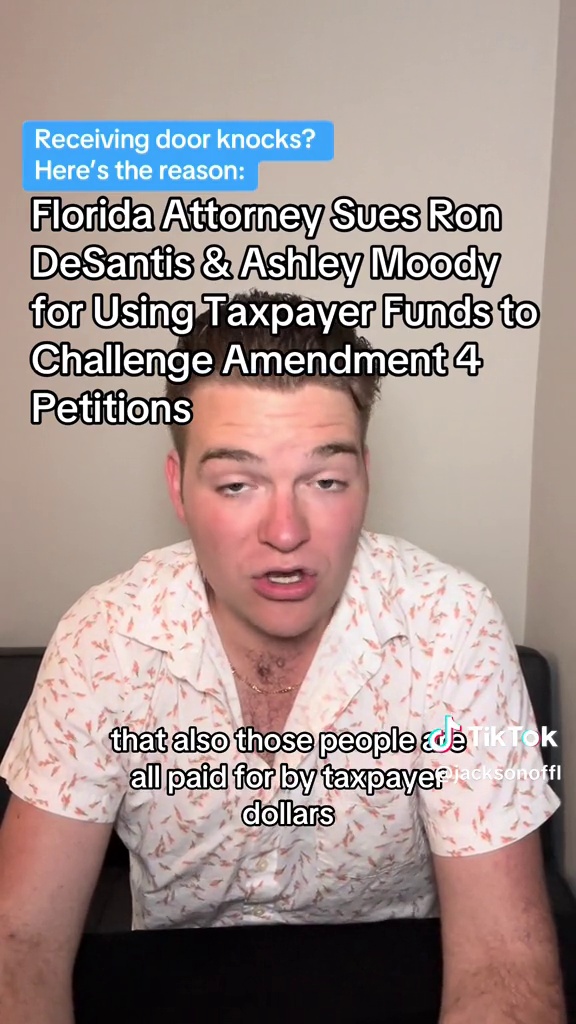 Receiving door knocks?
Here's the reason:
Florida Attorney Sues Ron
DeSantis & Ashley Moody
for Using Taxpayer Funds to
Challenge Amendment 4
Petitions
that also those people are
all paid for by taxpayer
dollars
TikTok
@jacksonoffl